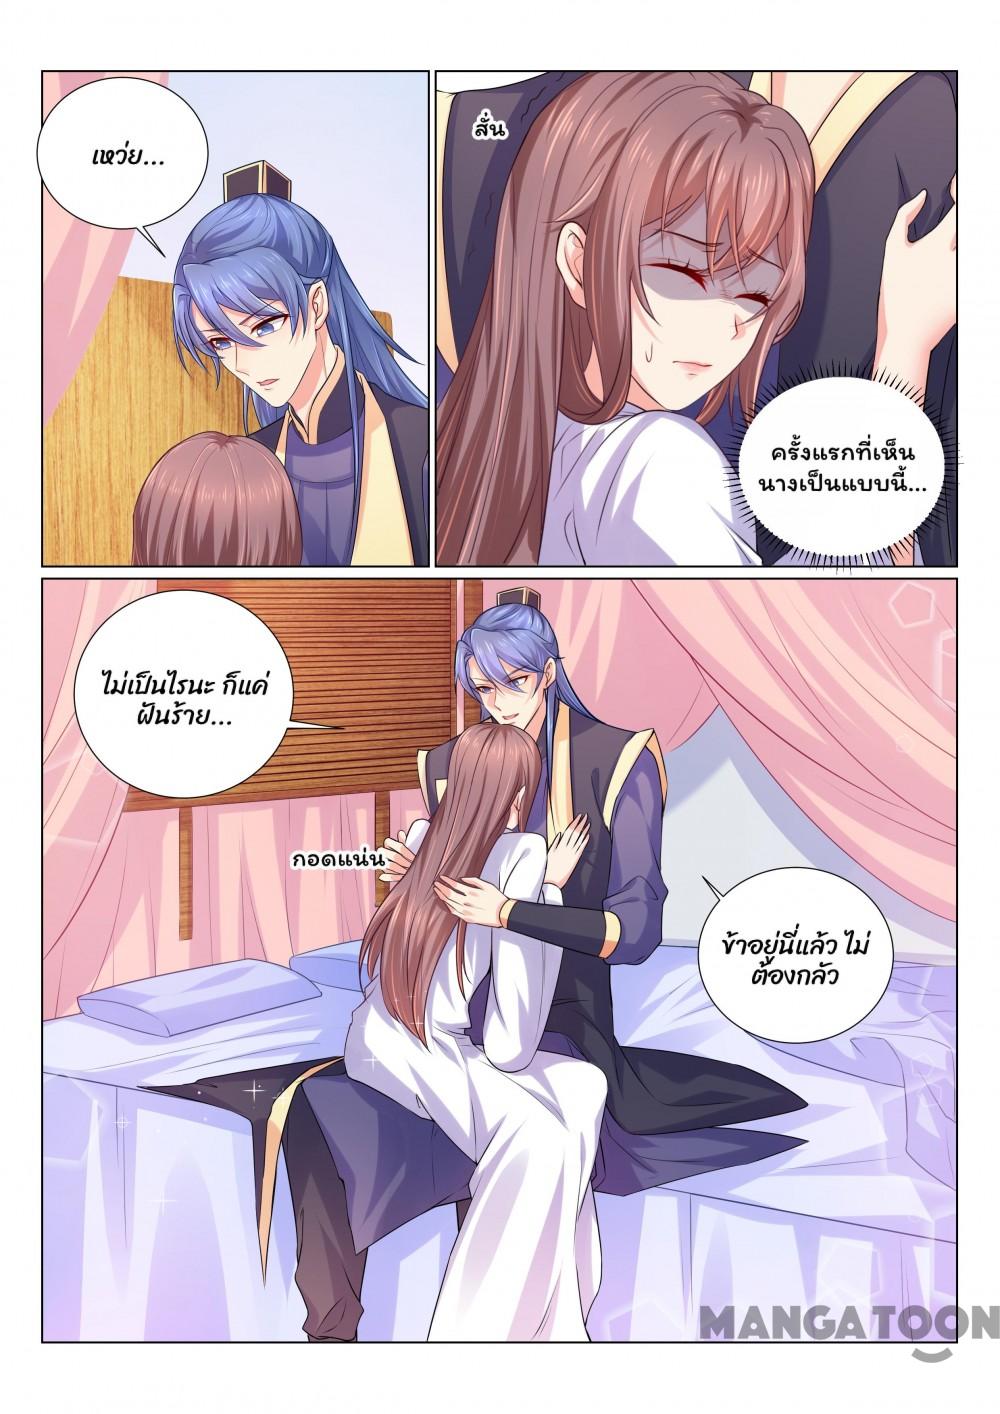 เหว่ย...
สั่น
ครั้งแรกที่เห็น
นางเป็นแบบนี้...
ไม่เป็นไรนะ ก็แค่
ฝันร้าย...
กอดแน่น
ข้าอยู่นี่แล้ว ไม่
ต้องกลัว
MANGATOON